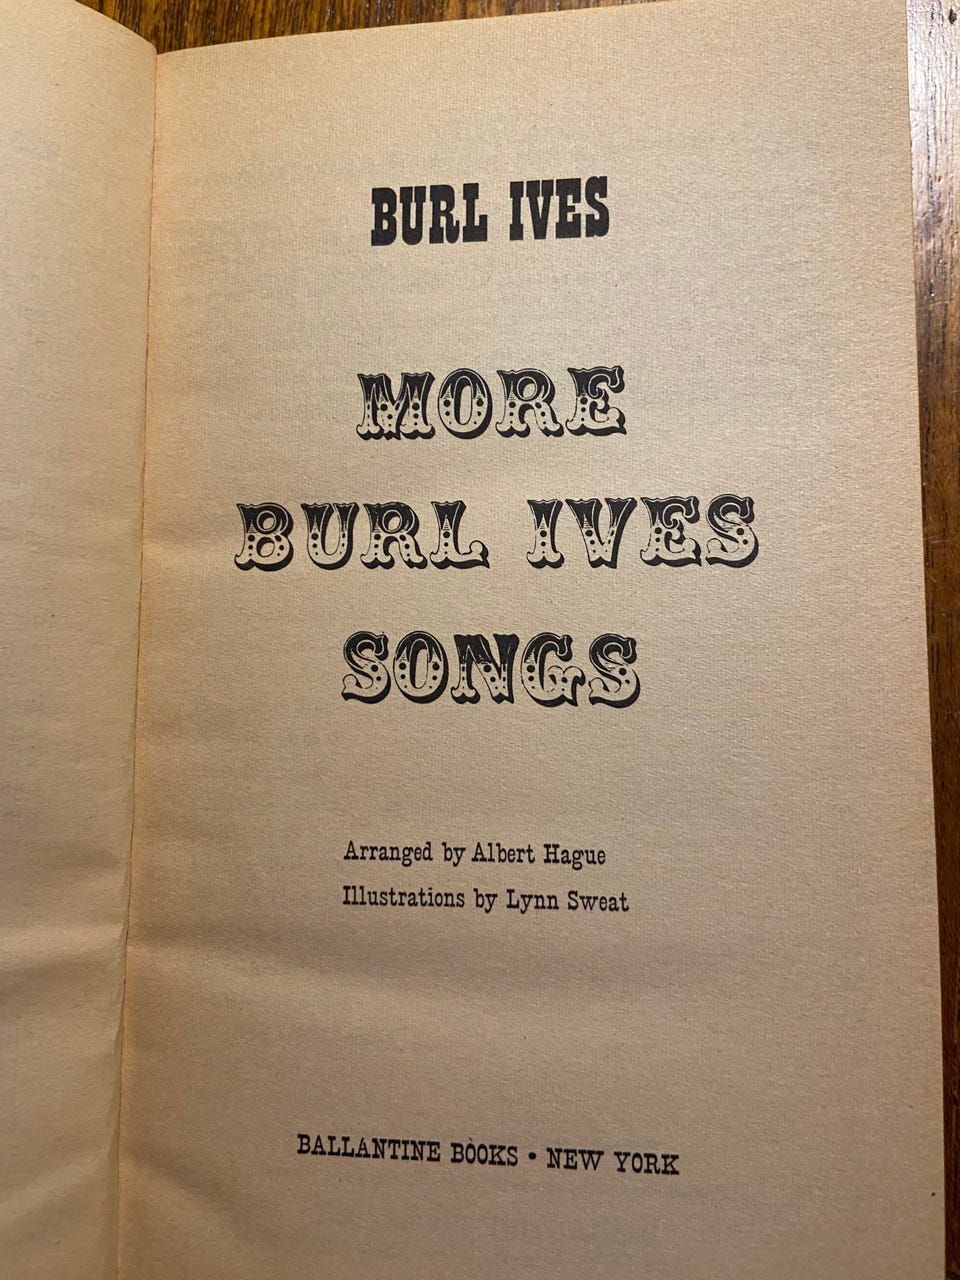 BURL IVES
MORE
BURL IVES
SONGS
Arranged by Albert Hague
Illustrations by Lynn Sweat
BALLANTINE BOOKS • NEW YORK